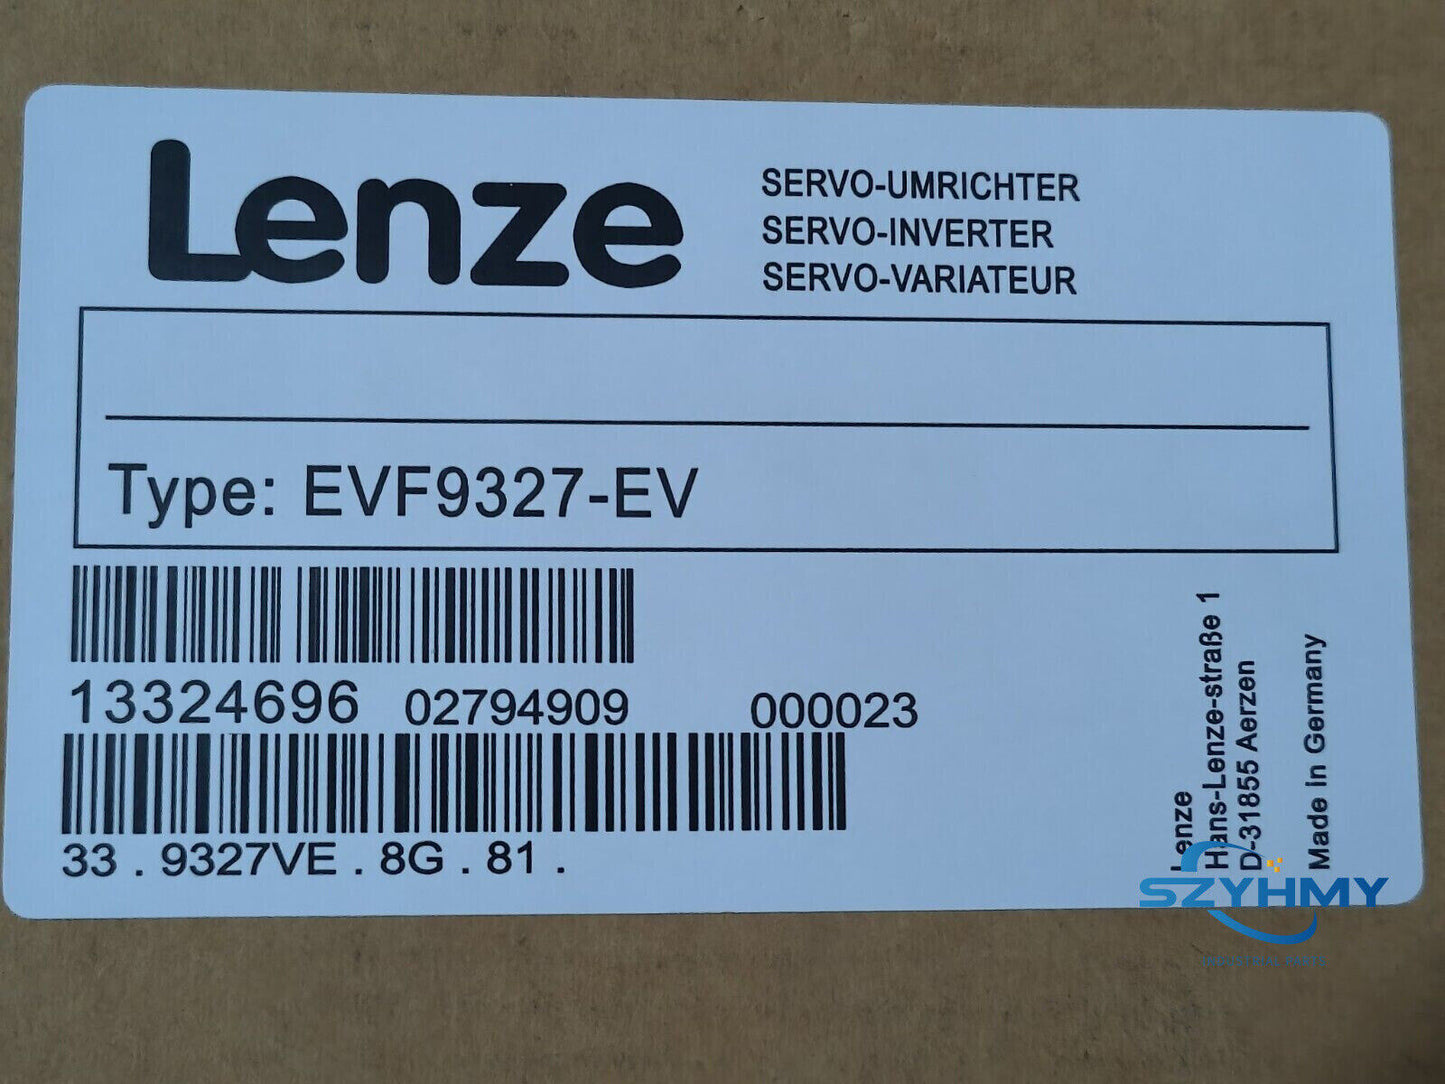 Lenze
SERVO-UMRICHTER
SERVO-INVERTER
SERVO-VARIATEUR
Type: EVF9327-EV
13324696 02794909 000023
33 . 9327VE . 8G . 81 .
Lenze
Hans-Lenze-straße 1
D-31855 Aerzen
Made in Germany
SZYHMY